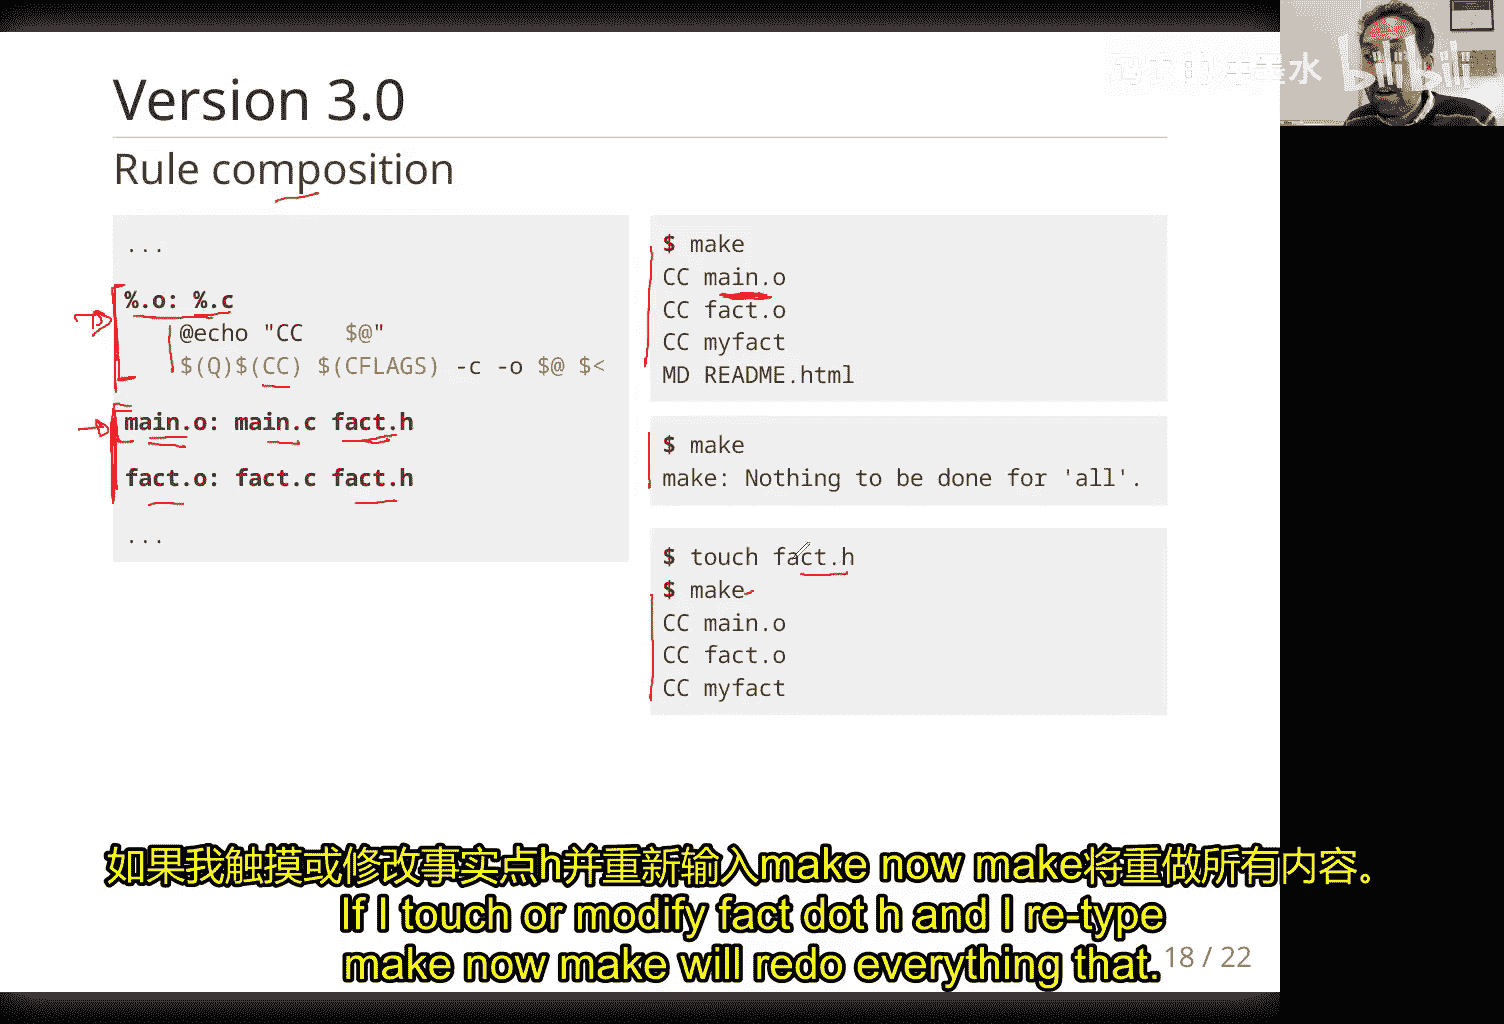 Version 3.0
Rule composition
...
%.o: %.c
@echo "CC   $@"
$(Q)$(CC) $(CFLAGS) -c -o $@ $<
main.o: main.c fact.h
fact.o: fact.c fact.h
...
$ make
CC main.o
CC fact.o
CC myfact
MD README.html
$ make
make: Nothing to be done for 'all'.
$ touch fact.h
$ make
CC main.o
CC fact.o
CC myfact
bilibili
如果我触摸或修改事实点h并重新输入make now make将重做所有内容。
If I touch or modify fact dot h and I re-type
make now make will redo everything that.
18 / 22